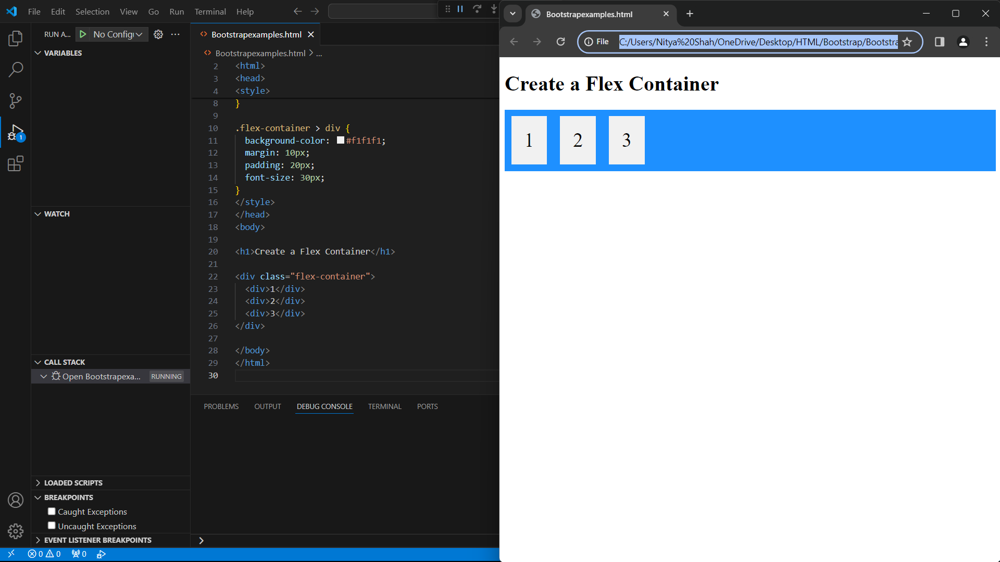 File Edit Selection View Go Run Terminal Help
RUN A... No Config
VARIABLES
WATCH
CALL STACK
Open Bootstrapexa... RUNNING
LOADED SCRIPTS
BREAKPOINTS
Caught Exceptions
Uncaught Exceptions
EVENT LISTENER BREAKPOINTS
1
Bootstrapexamples.html
Bootstrapexamples.html > ...
2 <html>
3 <head>
4 <style>
8 }
9
10 .flex-container > div {
11 background-color: #f1f1f1;
12 margin: 10px;
13 padding: 20px;
14 font-size: 30px;
15 }
16 </style>
17 </head>
18 <body>
19
20 <h1>Create a Flex Container</h1>
21
22 <div class="flex-container">
23 <div>1</div>
24 <div>2</div>
25 <div>3</div>
26 </div>
27
28 </body>
29 </html>
30
PROBLEMS OUTPUT DEBUG CONSOLE TERMINAL PORTS
0 0 0
Bootstrapexamples.html
File C:/Users/Nitya%20Shah/OneDrive/Desktop/HTML/Bootstrap/Bootstra
Create a Flex Container
1 2 3